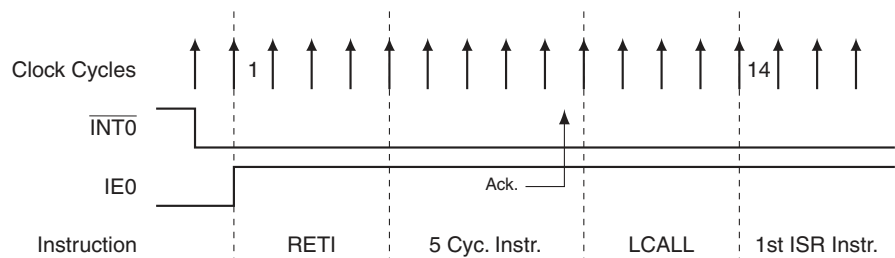 Clock Cycles 1 14
INT0
IE0
Ack.
Instruction RETI 5 Cyc. Instr. LCALL 1st ISR Instr.